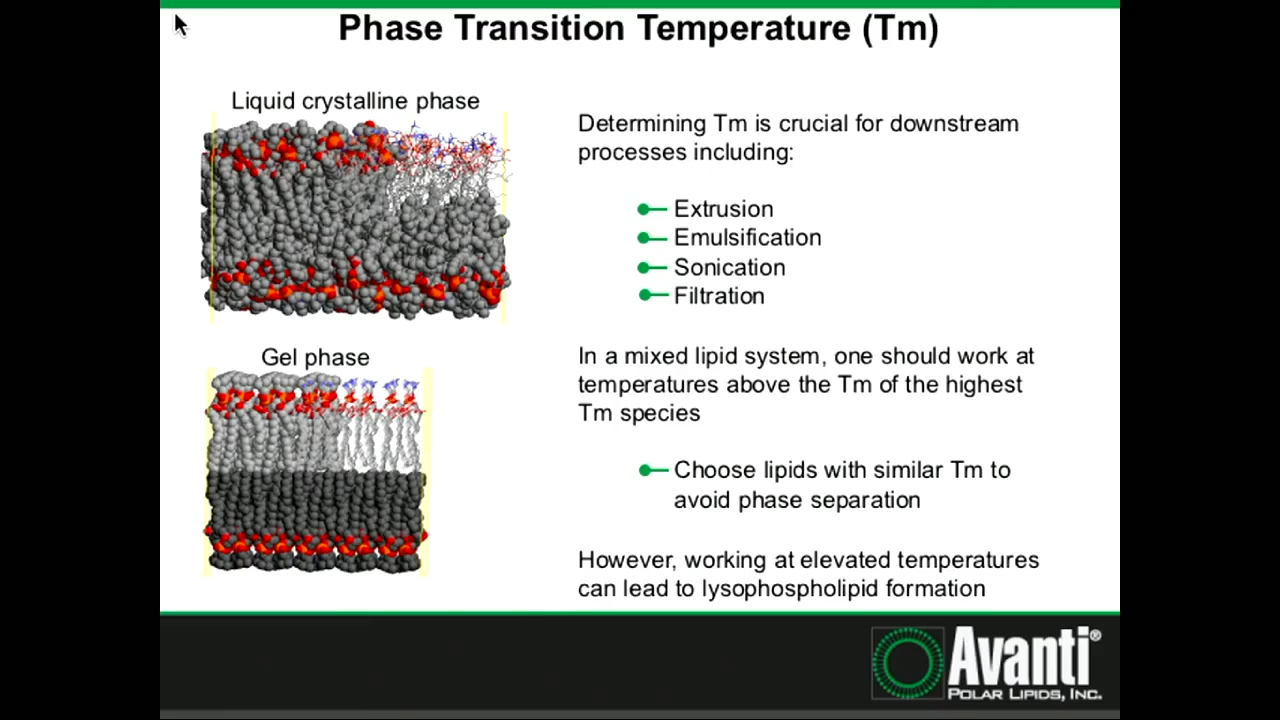 Phase Transition Temperature (Tm)
Liquid crystalline phase
Determining Tm is crucial for downstream
processes including:
Extrusion
Emulsification
Sonication
Filtration
Gel phase
In a mixed lipid system, one should work at
temperatures above the Tm of the highest
Tm species
Choose lipids with similar Tm to
avoid phase separation
However, working at elevated temperatures
can lead to lysophospholipid formation
Avanti®
POLAR LIPIDS, INC.